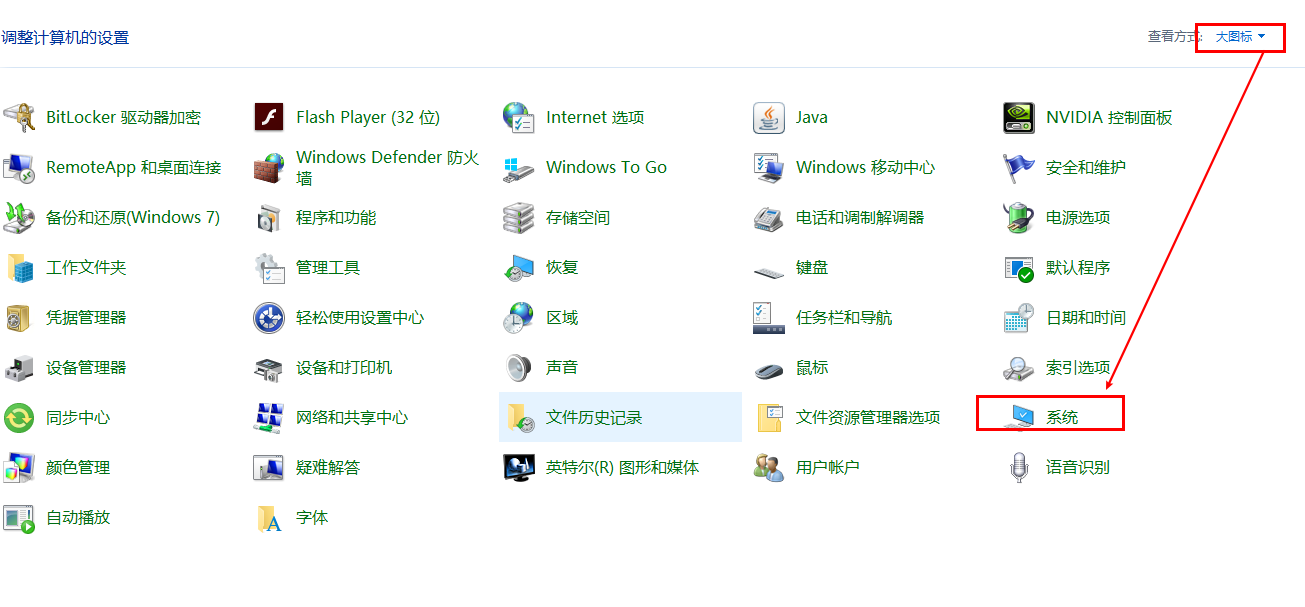 调整计算机的设置
查看方式: 大图标
BitLocker 驱动器加密
Flash Player (32 位)
Internet 选项
Java
NVIDIA 控制面板
RemoteApp 和桌面连接
Windows Defender 防火
墙
Windows To Go
Windows 移动中心
安全和维护
备份和还原(Windows 7)
程序和功能
存储空间
电话和调制解调器
电源选项
工作文件夹
管理工具
恢复
键盘
默认程序
凭据管理器
轻松使用设置中心
区域
任务栏和导航
日期和时间
设备管理器
设备和打印机
声音
鼠标
索引选项
同步中心
网络和共享中心
文件历史记录
文件资源管理器选项
系统
颜色管理
疑难解答
英特尔(R) 图形和媒体
用户帐户
语音识别
自动播放
字体